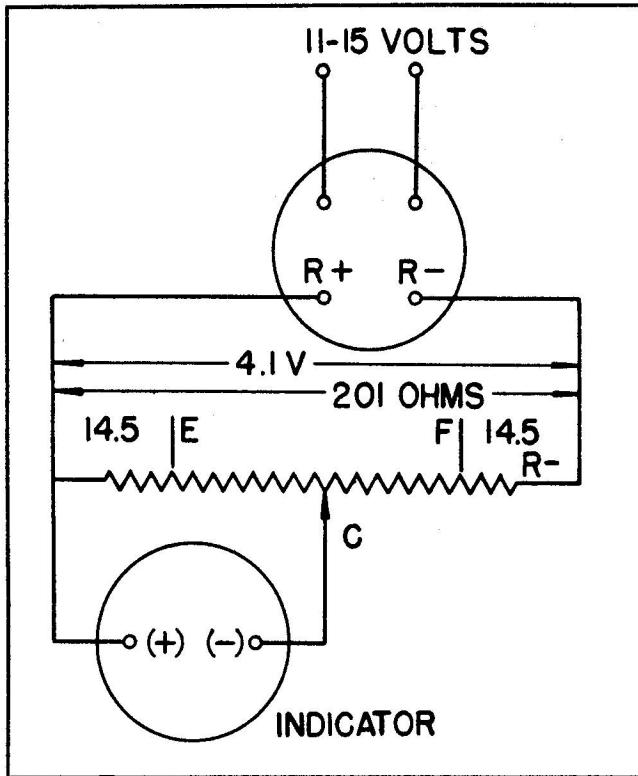 11-15 VOLTS
R+ R-
4.1 V
201 OHMS
14.5 E F 14.5
R-
C
(+) (-)
INDICATOR